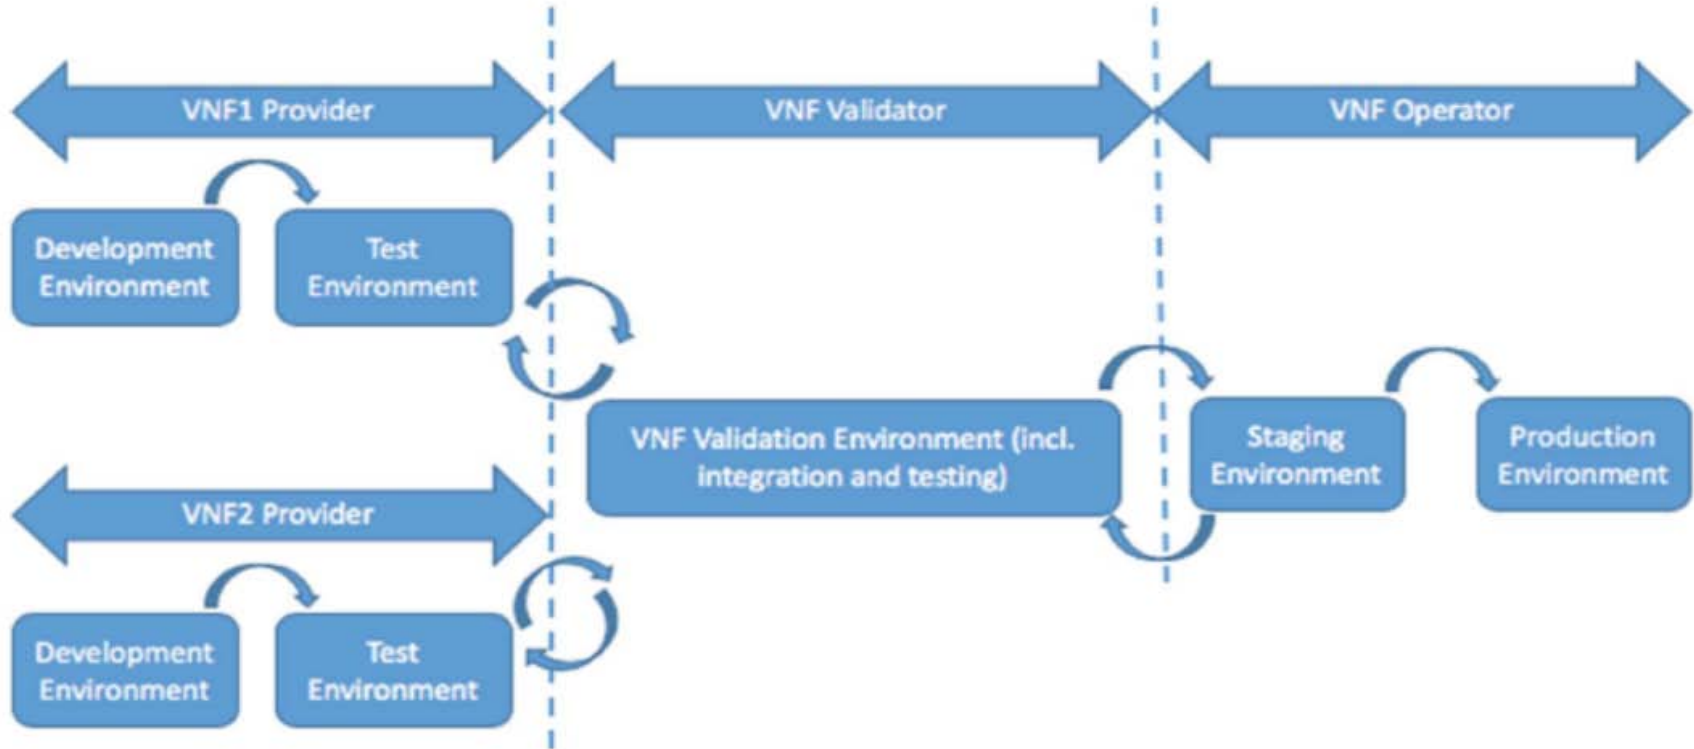 VNF1 Provider
VNF Validator
VNF Operator
Development
Environment
Test
Environment
VNF Validation Environment (incl.
integration and testing)
Staging
Environment
Production
Environment
VNF2 Provider
Development
Environment
Test
Environment